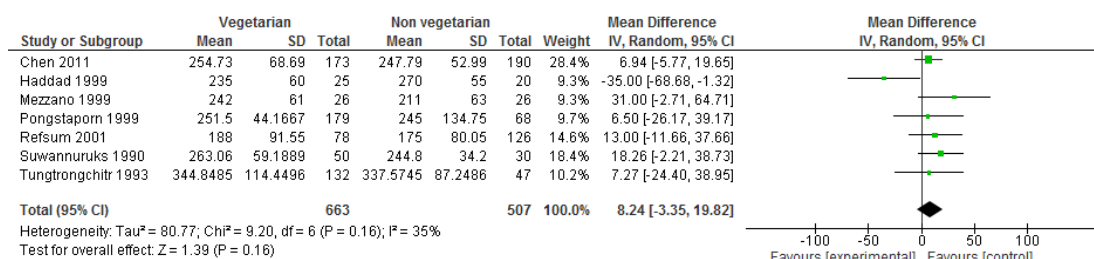 Vegetarian Non vegetarian Mean Difference Mean Difference
Study or Subgroup Mean SD Total Mean SD Total Weight IV, Random, 95% CI IV, Random, 95% CI
Chen 2011 254.73 68.69 173 247.79 52.99 190 28.4% 6.94 [-5.77, 19.65]
Haddad 1999 235 60 25 270 55 20 9.3% -35.00 [-68.68, -1.32]
Mezzano 1999 242 61 26 211 63 26 9.3% 31.00 [-2.71, 64.71]
Pongstaporn 1999 251.5 44.1667 179 245 134.75 68 9.7% 6.50 [-26.17, 39.17]
Refsum 2001 188 91.55 78 175 80.05 126 14.6% 13.00 [-11.66, 37.66]
Suwannuruks 1990 263.06 59.1889 50 244.8 34.2 30 18.4% 18.26 [-2.21, 38.73]
Tungtrongchitr 1993 344.8485 114.4496 132 337.5745 87.2486 47 10.2% 7.27 [-24.40, 38.95]
Total (95% CI) 663 507 100.0% 8.24 [-3.35, 19.82]
Heterogeneity: Tau² = 80.77; Chi² = 9.20, df = 6 (P = 0.16); I² = 35%
Test for overall effect: Z = 1.39 (P = 0.16)
-100 -50 0 50 100
Favours [experimental] Favours [control]